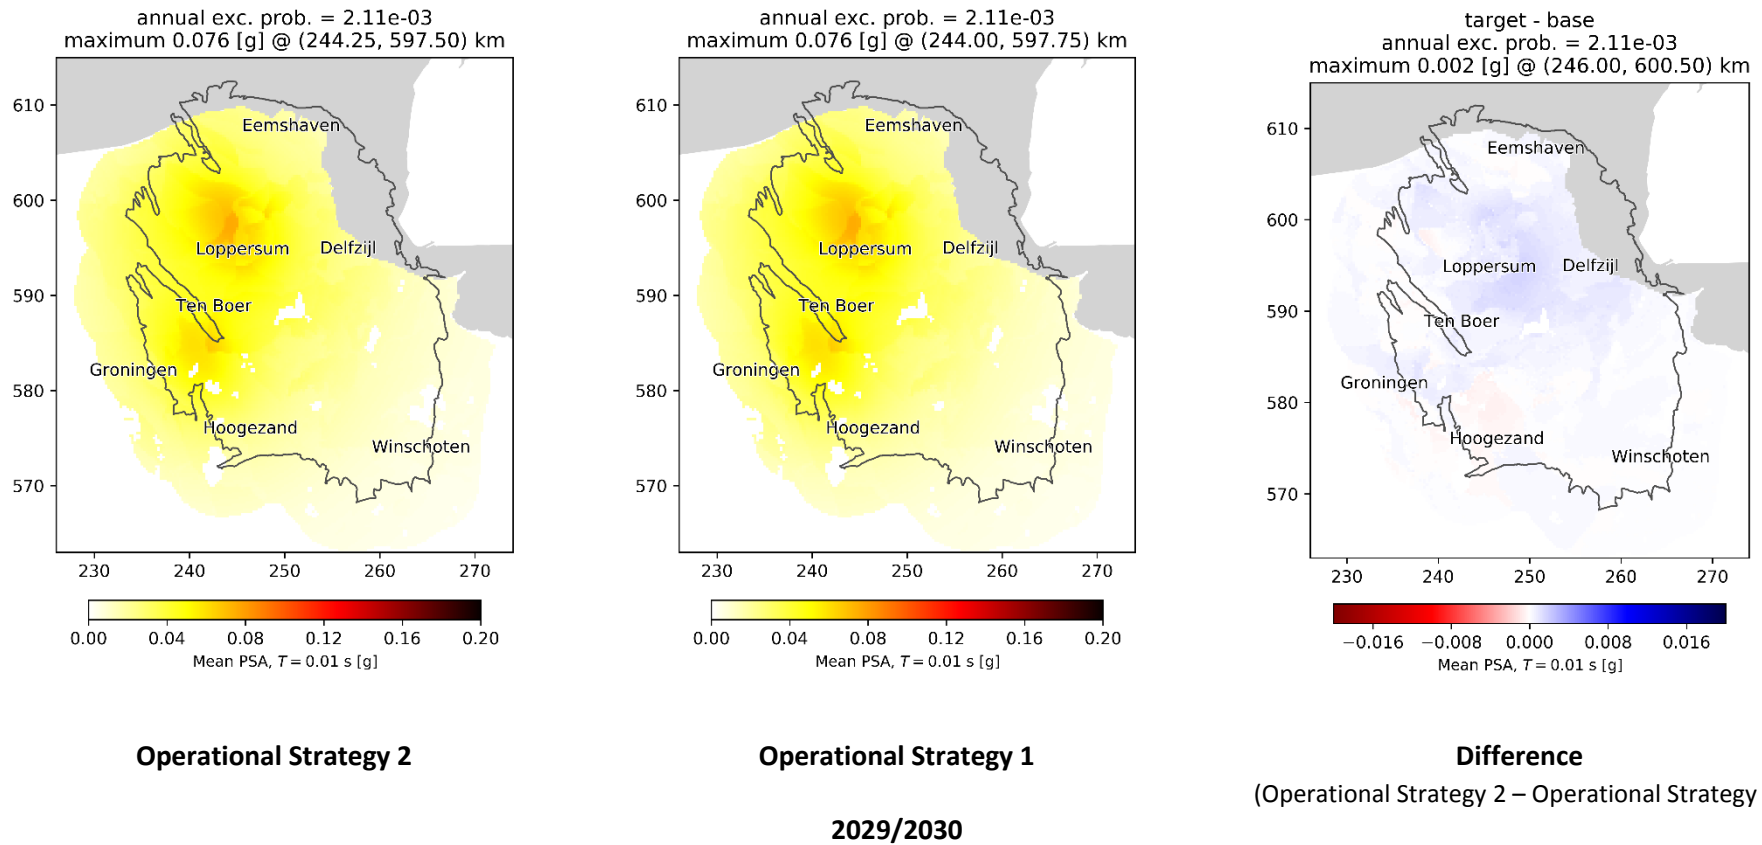 annual exc. prob. = 2.11e-03
maximum 0.076 [g] @ (244.25, 597.50) km
610
600
590
580
570
230 240 250 260 270
Eemshaven
Loppersum
Delfzijl
Ten Boer
Groningen
Hoogezand
Winschoten
0.00 0.04 0.08 0.12 0.16 0.20
Mean PSA, T = 0.01 s [g]
Operational Strategy 2
annual exc. prob. = 2.11e-03
maximum 0.076 [g] @ (244.00, 597.75) km
610
600
590
580
570
230 240 250 260 270
Eemshaven
Loppersum
Delfzijl
Ten Boer
Groningen
Hoogezand
Winschoten
0.00 0.04 0.08 0.12 0.16 0.20
Mean PSA, T = 0.01 s [g]
Operational Strategy 1
2029/2030
target - base
annual exc. prob. = 2.11e-03
maximum 0.002 [g] @ (246.00, 600.50) km
610
600
590
580
570
230 240 250 260 270
Eemshaven
Loppersum
Delfzijl
Ten Boer
Groningen
Hoogezand
Winschoten
−0.016 −0.008 0.000 0.008 0.016
Mean PSA, T = 0.01 s [g]
Difference
(Operational Strategy 2 – Operational Strategy